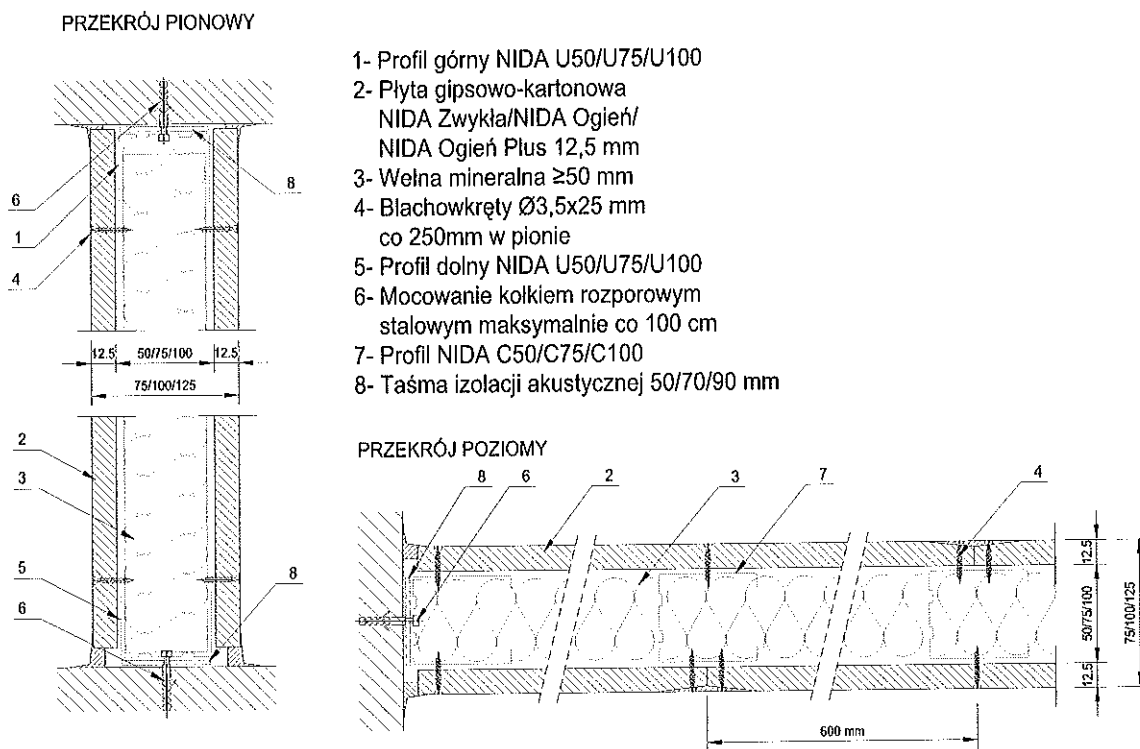 PRZEKRÓJ PIONOWY
1- Profil górny NIDA U50/U75/U100
2- Płyta gipsowo-kartonowa
NIDA Zwykła/NIDA Ogień/
NIDA Ogień Plus 12,5 mm
3- Wełna mineralna ≥50 mm
4- Blachowkręty Ø3,5x25 mm
co 250mm w pionie
5- Profil dolny NIDA U50/U75/U100
6- Mocowanie kołkiem rozporowym
stalowym maksymalnie co 100 cm
7- Profil NIDA C50/C75/C100
8- Taśma izolacji akustycznej 50/70/90 mm
6
8
1
4
12.5 50/75/100 12.5
75/100/125
2
3
5
8
6
PRZEKRÓJ POZIOMY
8 6 2 3 7 4
12.5
50/75/100
12.5
75/100/125
600 mm